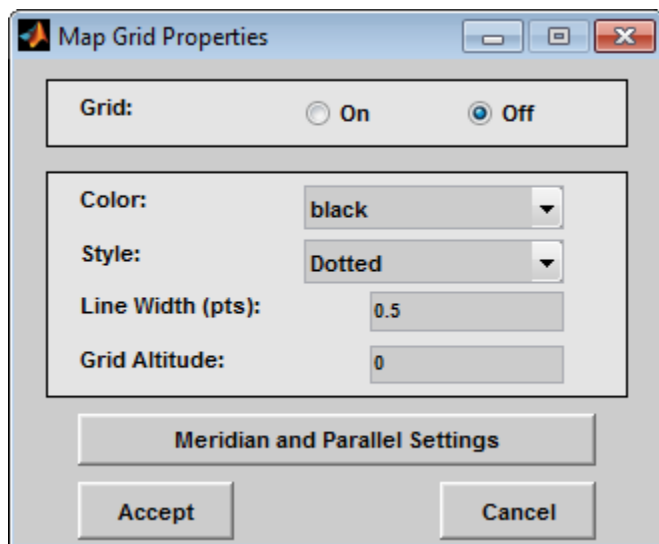 Map Grid Properties
Grid: On Off
Color: black
Style: Dotted
Line Width (pts): 0.5
Grid Altitude: 0
Meridian and Parallel Settings
Accept Cancel